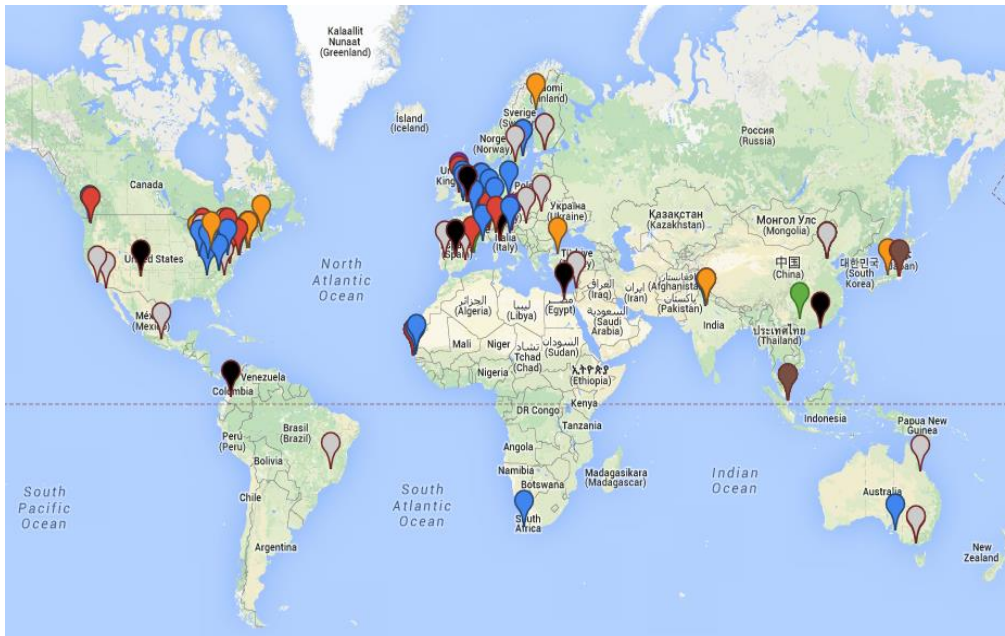 Kalaallit
Nunaat
(Greenland)
Ísland
(Iceland)
Sverige
Norge
(Norway)
Россия
(Russia)
Canada
United States
North
Atlantic
Ocean
Україна
(Ukraine)
Italia
(Italy)
(Spain)
Қазақстан
(Kazakhstan)
Монгол Улс
(Mongolia)
中国
(China)
대한민국
(South
Korea)
México
(Mexico)
الجزائر
(Algeria)
ليبيا
(Libya)
مصر
(Egypt)
العراق
(Iraq)
ایران
(Iran)
السعودية
(Saudi
Arabia)
افغانستان
(Afghanistan)
پاکستان
(Pakistan)
India
ประเทศไทย
(Thailand)
Mali
Niger
تشاد
(Chad)
السودان
(Sudan)
Nigeria
ኢትዮጵያ
(Ethiopia)
Venezuela
Colombia
Kenya
DR Congo
Tanzania
Indonesia
Papua New
Guinea
Perú
(Peru)
Brasil
(Brazil)
Bolivia
Angola
Namibia
Botswana
Madagasikara
(Madagascar)
Indian
Ocean
South
Pacific
Ocean
Chile
South
Atlantic
Ocean
South
Africa
Australia
Argentina
New
Zealand